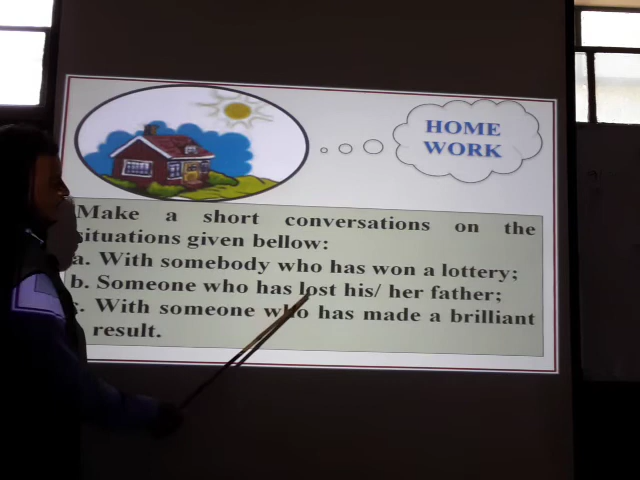 HOME
WORK
Make a short conversations on the
situations given bellow:
a. With somebody who has won a lottery;
b. Someone who has lost his/ her father;
c. With someone who has made a brilliant
result.